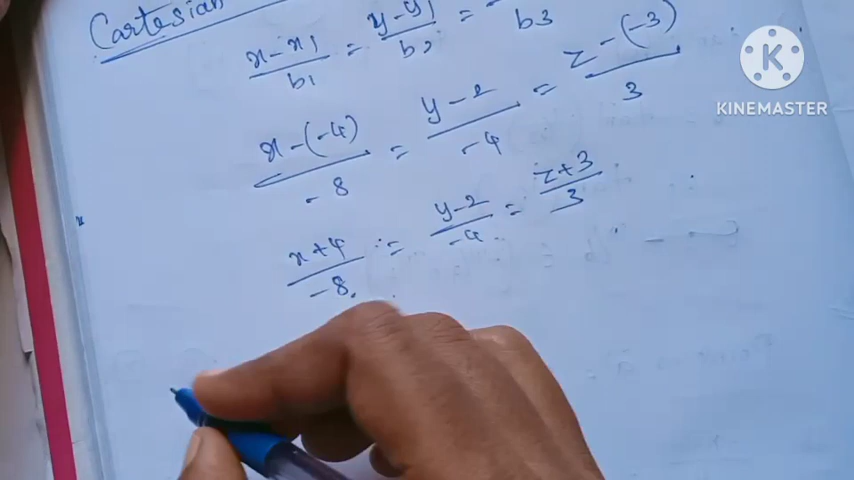 Cartesian
x-x1/b1 = y-y1/b2 = /b3
x-(-4)/-8 = y-2/-4 = z-(-3)/3
x+4/-8 = y-2/-4 = z+3/3
K
KINEMASTER